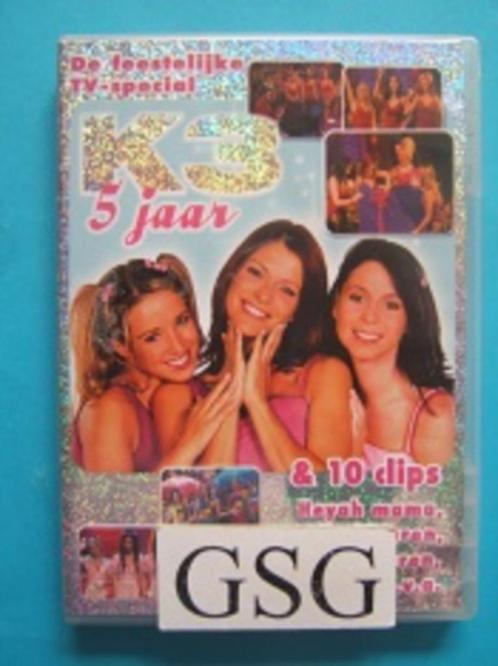 De feestelijke
TV-special
K3
5 jaar
& 10 clips
Heyah mama,
v.a.
GSG